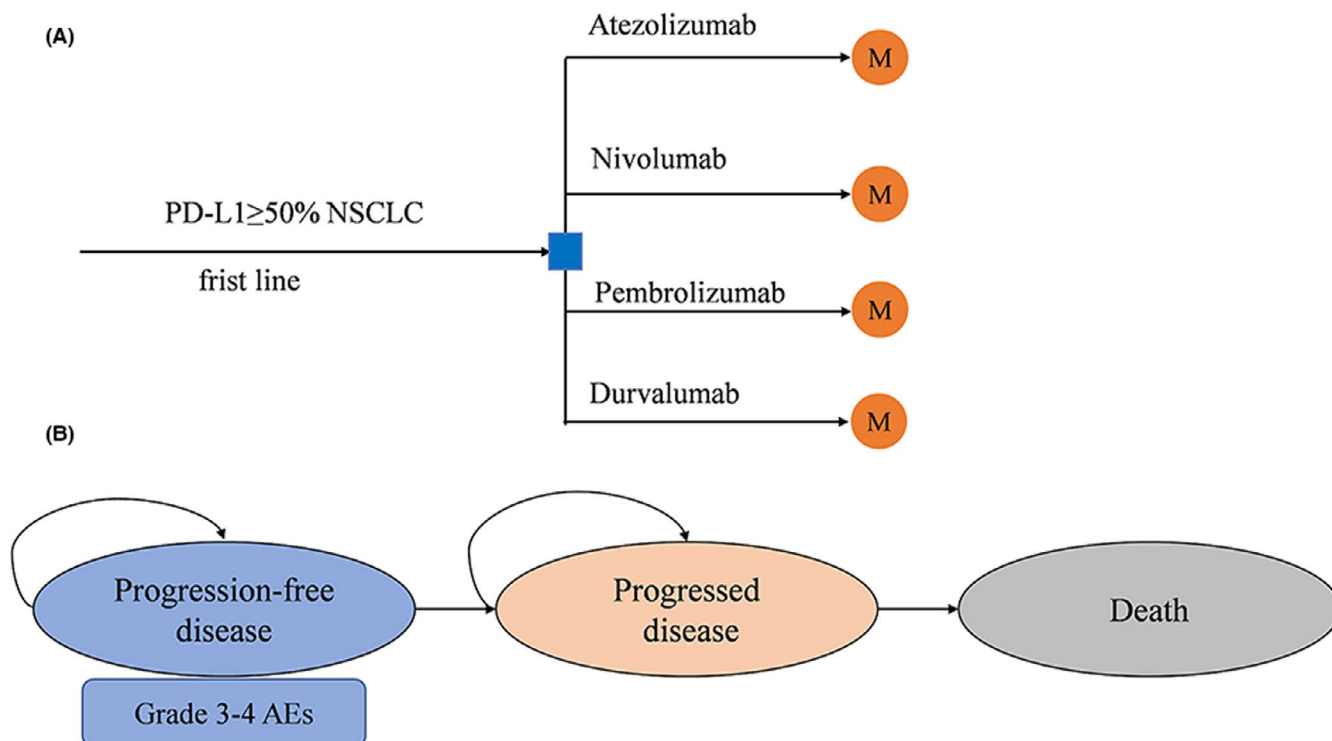 (A)
Atezolizumab
M
Nivolumab
M
PD-L1≥50% NSCLC
frist line
Pembrolizumab
M
Durvalumab
M
(B)
Progression-free
disease
Progressed
disease
Death
Grade 3-4 AEs